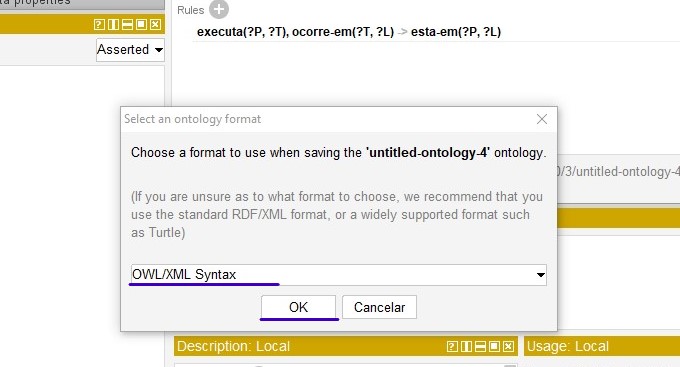 ta properties
Rules
Asserted
executa(?P, ?T), ocorre-em(?T, ?L) -> esta-em(?P, ?L)
Select an ontology format
Choose a format to use when saving the 'untitled-ontology-4' ontology.
0/3/untitled-ontology-4
(If you are unsure as to what format to choose, we recommend that you
use the standard RDF/XML format, or a widely supported format such
as Turtle)
OWL/XML Syntax
OK
Cancelar
Description: Local
Usage: Local